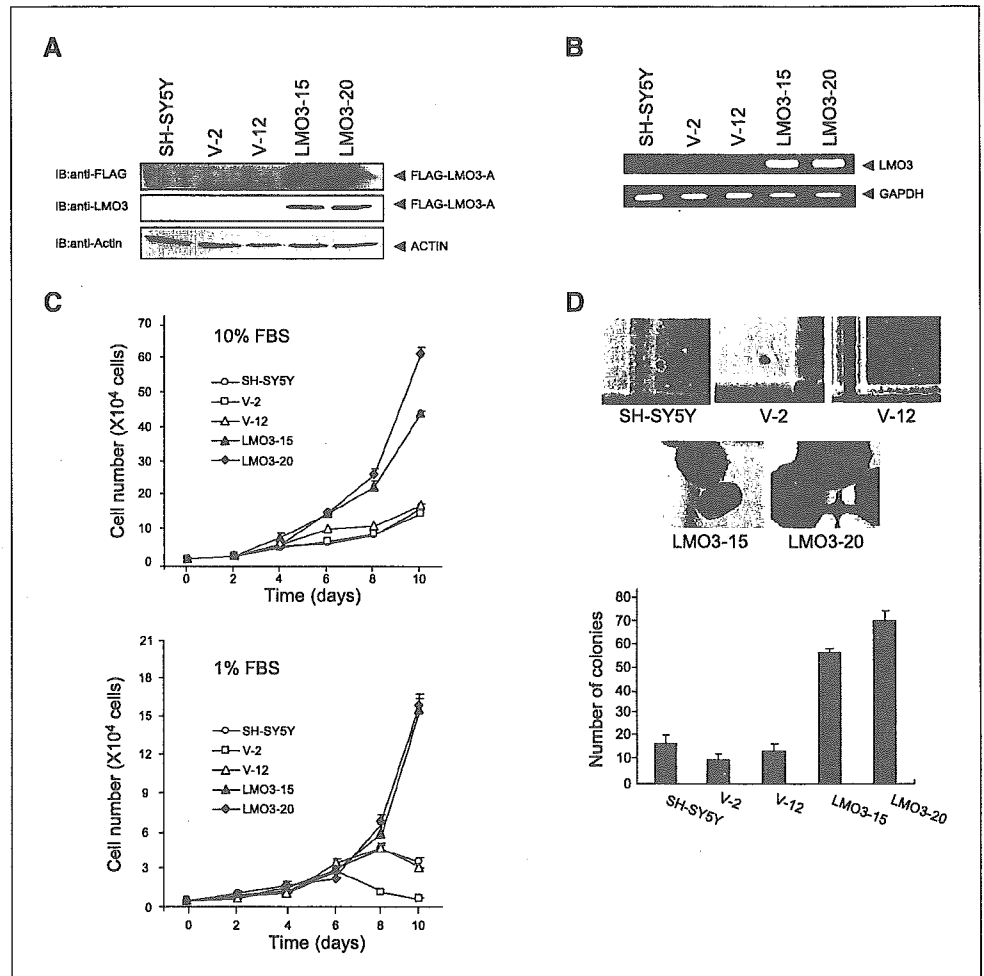 A
SH-SY5Y
V-2
V-12
LMO3-15
LMO3-20
IB:anti-FLAG
FLAG-LMO3-A
IB:anti-LMO3
FLAG-LMO3-A
IB:anti-Actin
ACTIN
B
SH-SY5Y
V-2
V-12
LMO3-15
LMO3-20
LMO3
GAPDH
C
10% FBS
SH-SY5Y
V-2
V-12
LMO3-15
LMO3-20
Cell number (X10⁴ cells)
70
60
50
40
30
20
10
0
0 2 4 6 8 10
Time (days)
1% FBS
SH-SY5Y
V-2
V-12
LMO3-15
LMO3-20
Cell number (X10⁴ cells)
21
18
15
12
9
6
3
0
0 2 4 6 8 10
Time (days)
D
SH-SY5Y V-2 V-12
LMO3-15 LMO3-20
Number of colonies
80
70
60
50
40
30
20
10
0
SH-SY5Y V-2 V-12 LMO3-15 LMO3-20